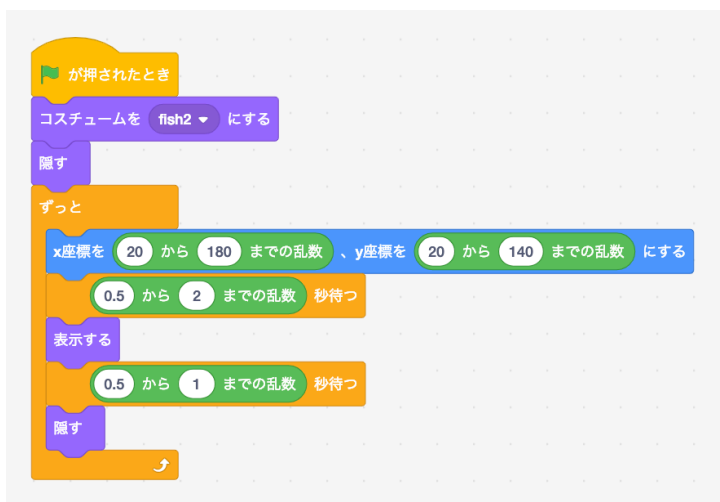 が押されたとき
コスチュームを fish2 にする
隠す
ずっと
x座標を 20 から 180 までの乱数 、y座標を 20 から 140 までの乱数 にする
0.5 から 2 までの乱数 秒待つ
表示する
0.5 から 1 までの乱数 秒待つ
隠す